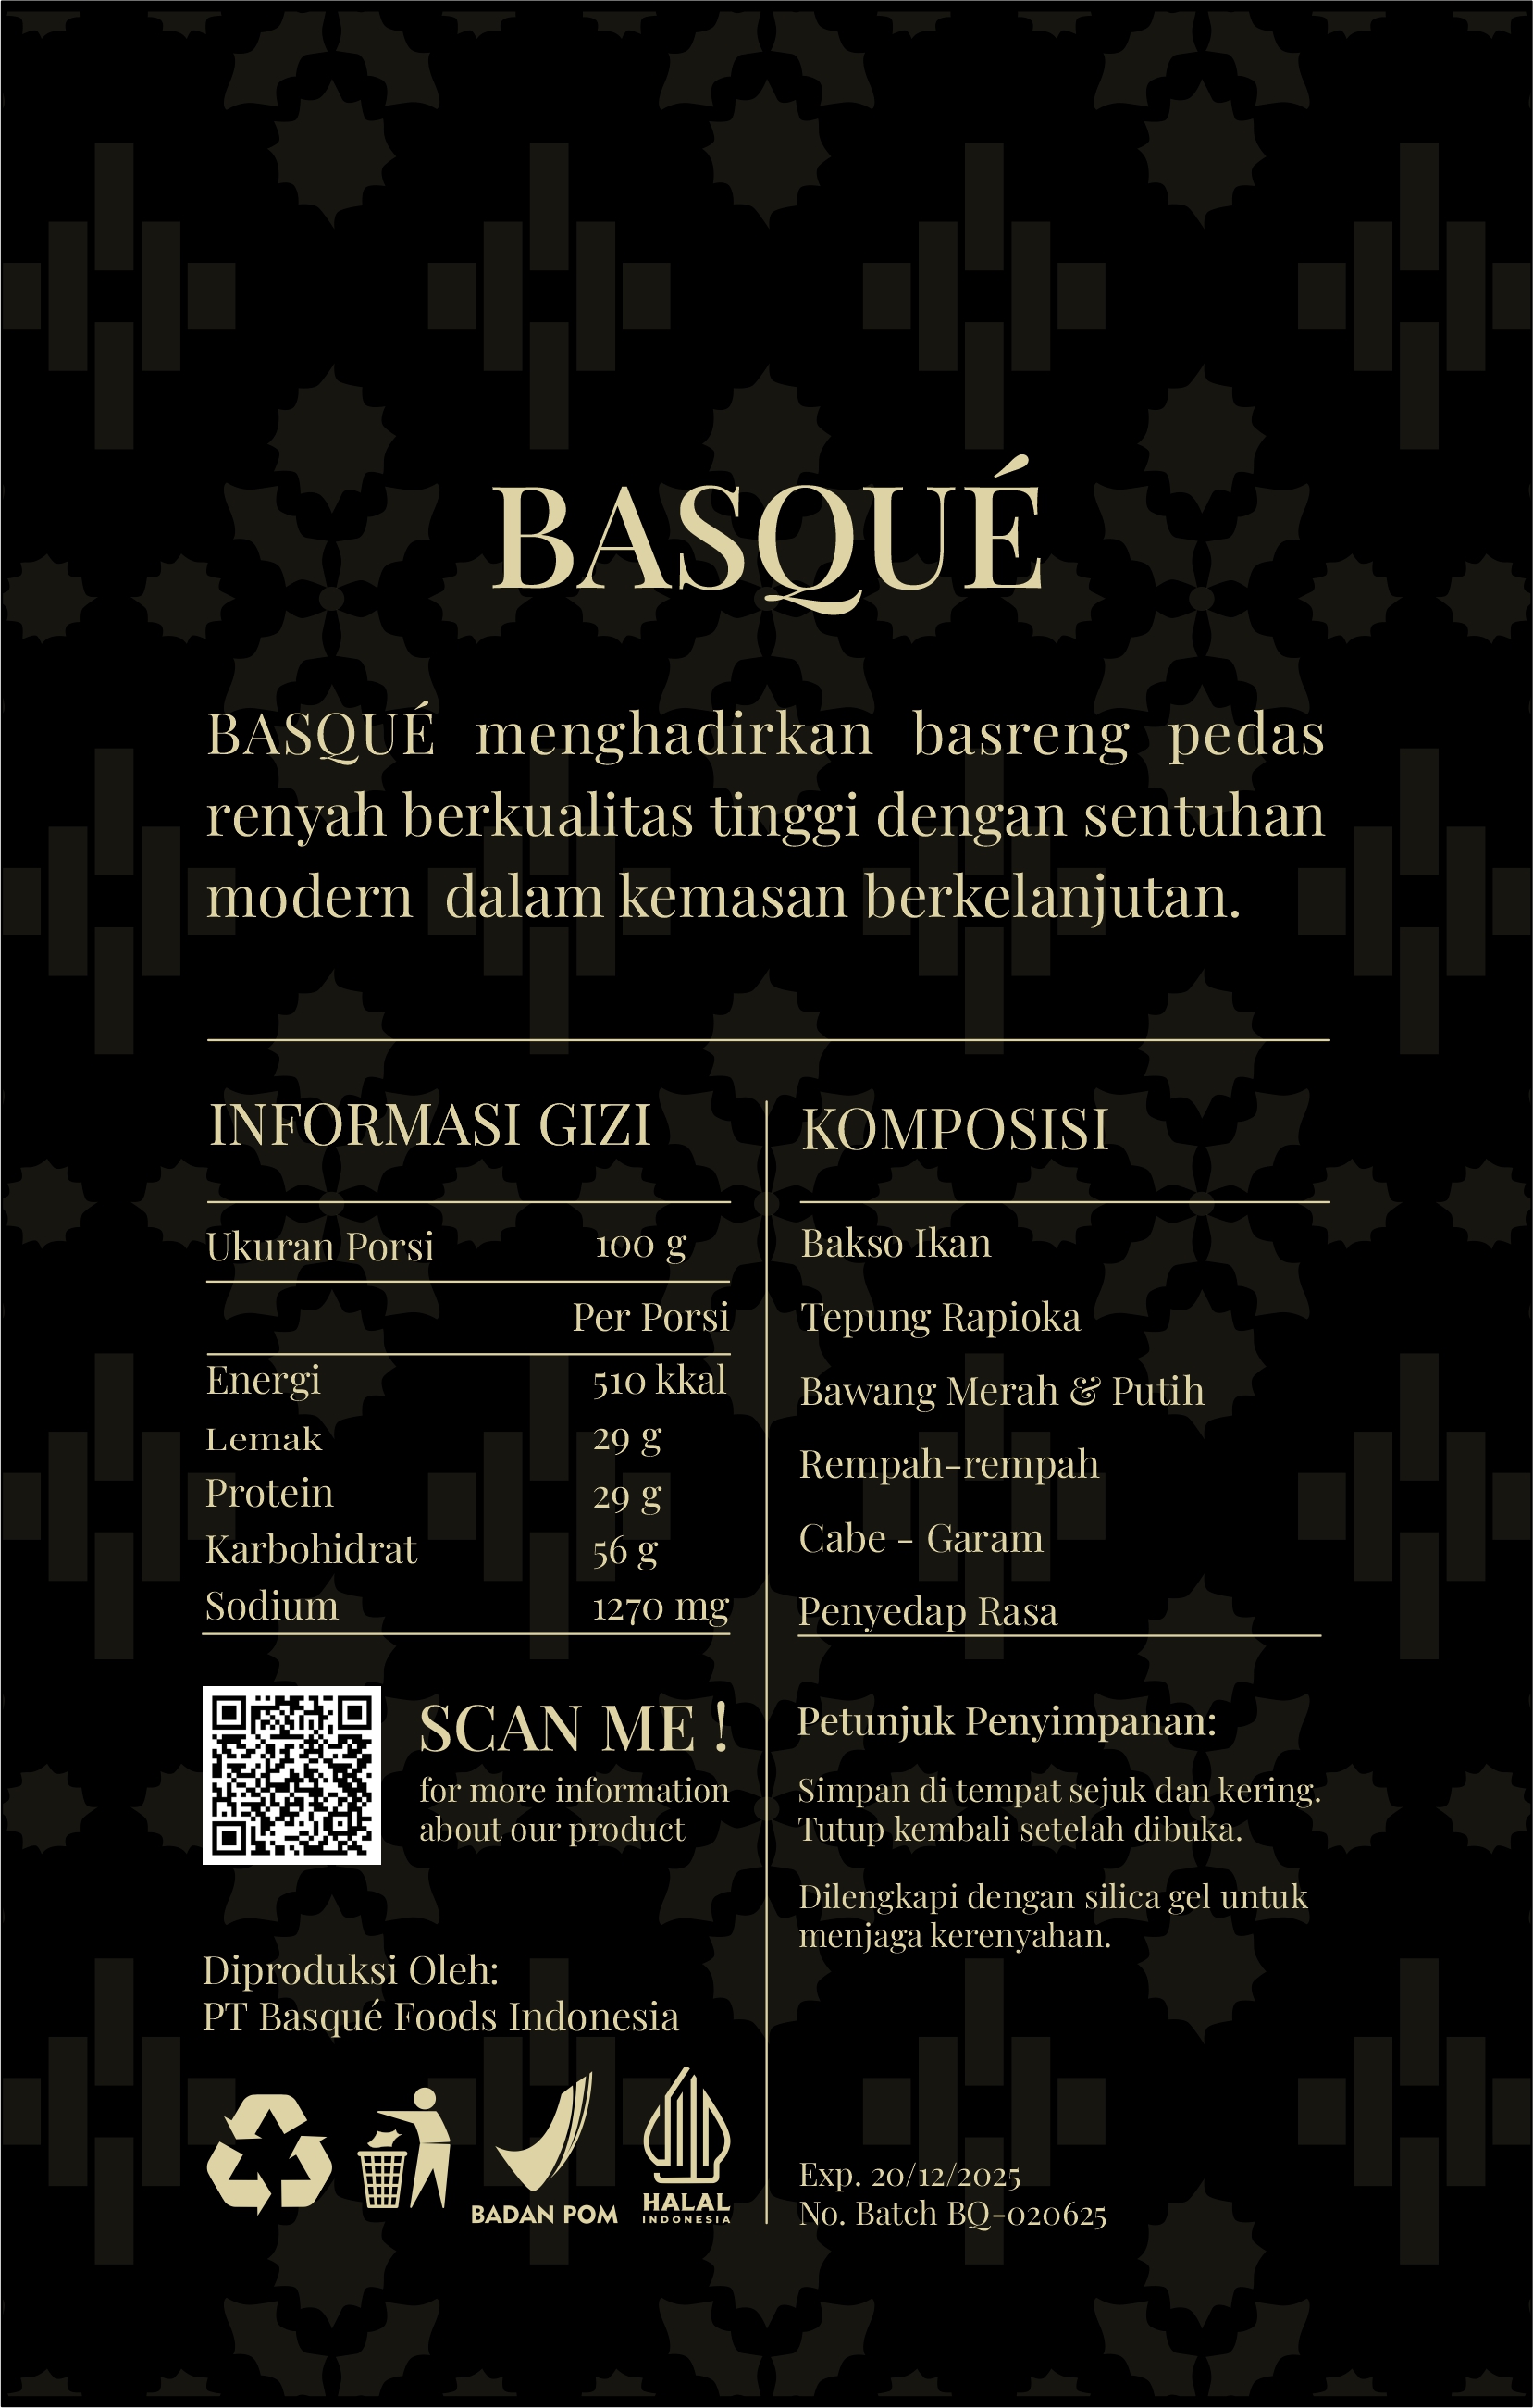 BASQUÉ
BASQUÉ menghadirkan basreng pedas
renyah berkualitas tinggi dengan sentuhan
modern dalam kemasan berkelanjutan.
INFORMASI GIZI
Ukuran Porsi 100 g
Per Porsi
Energi 510 kkal
Lemak 29 g
Protein 29 g
Karbohidrat 56 g
Sodium 1270 mg
KOMPOSISI
Bakso Ikan
Tepung Rapioka
Bawang Merah & Putih
Rempah-rempah
Cabe - Garam
Penyedap Rasa
SCAN ME !
for more information
about our product
Petunjuk Penyimpanan:
Simpan di tempat sejuk dan kering.
Tutup kembali setelah dibuka.
Dilengkapi dengan silica gel untuk
menjaga kerenyahan.
Diproduksi Oleh:
PT Basqué Foods Indonesia
BADAN POM
HALAL
INDONESIA
Exp. 20/12/2025
No. Batch BQ-020625